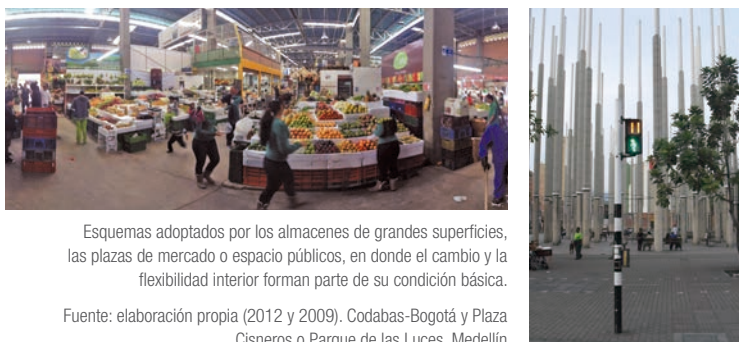 Esquemas adoptados por los almacenes de grandes superficies,
las plazas de mercado o espacio públicos, en donde el cambio y la
flexibilidad interior forman parte de su condición básica.
Fuente: elaboración propia (2012 y 2009). Codabas-Bogotá y Plaza
Cisneros o Parque de las Luces, Medellín